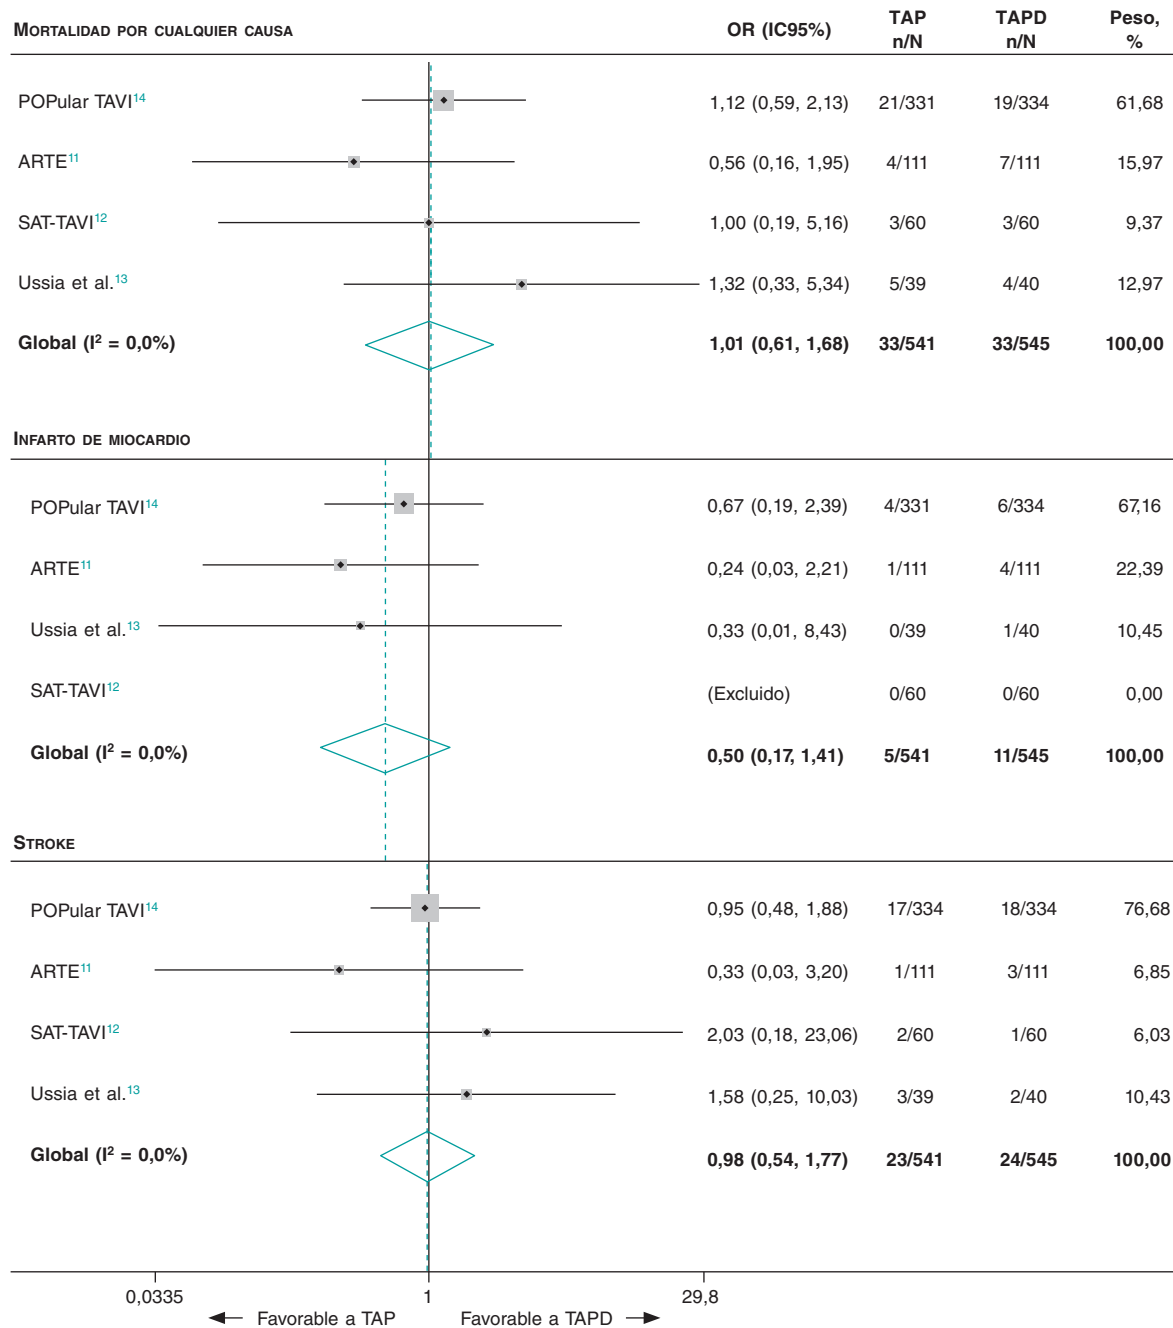 MORTALIDAD POR CUALQUIER CAUSA OR (IC95%) TAP n/N TAPD n/N Peso, %
POPular TAVI14 1,12 (0,59, 2,13) 21/331 19/334 61,68
ARTE11 0,56 (0,16, 1,95) 4/111 7/111 15,97
SAT-TAVI12 1,00 (0,19, 5,16) 3/60 3/60 9,37
Ussia et al.13 1,32 (0,33, 5,34) 5/39 4/40 12,97
Global (I2 = 0,0%) 1,01 (0,61, 1,68) 33/541 33/545 100,00
INFARTO DE MIOCARDIO
POPular TAVI14 0,67 (0,19, 2,39) 4/331 6/334 67,16
ARTE11 0,24 (0,03, 2,21) 1/111 4/111 22,39
Ussia et al.13 0,33 (0,01, 8,43) 0/39 1/40 10,45
SAT-TAVI12 (Excluido) 0/60 0/60 0,00
Global (I2 = 0,0%) 0,50 (0,17, 1,41) 5/541 11/545 100,00
STROKE
POPular TAVI14 0,95 (0,48, 1,88) 17/334 18/334 76,68
ARTE11 0,33 (0,03, 3,20) 1/111 3/111 6,85
SAT-TAVI12 2,03 (0,18, 23,06) 2/60 1/60 6,03
Ussia et al.13 1,58 (0,25, 10,03) 3/39 2/40 10,43
Global (I2 = 0,0%) 0,98 (0,54, 1,77) 23/541 24/545 100,00
0,0335 1 29,8
← Favorable a TAP Favorable a TAPD →